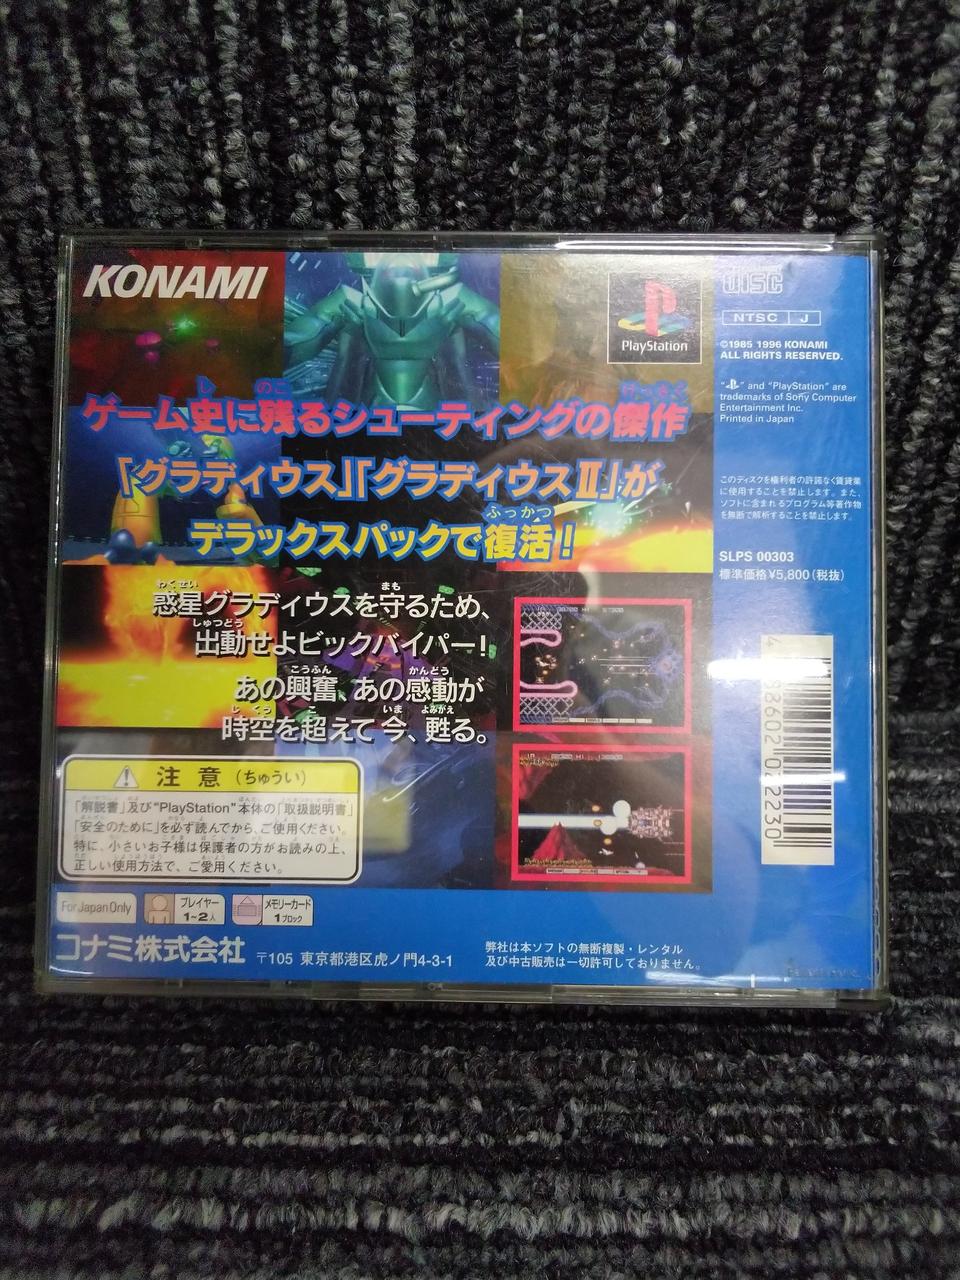 KONAMI
ゲーム史に残るシューティングの傑作
「グラディウス」「グラディウスⅡ」が
デラックスパックで復活!
惑星グラディウスを守るため、
出動せよビックバイパー!
あの興奮、あの感動が
時空を超えて今、甦る。
注意(ちゅうい)
「解説書」及び"PlayStation"本体の「取扱説明書」
「安全のために」を必ず読んでから、ご使用ください。
特に、小さいお子様は保護者の方がお読みの上、
正しい使用方法で、ご愛用ください。
For Japan Only
プレイヤー
1~2人
メモリーカード
1ブロック
コナミ株式会社
〒105 東京都港区虎ノ門4-3-1
弊社は本ソフトの無断複製・レンタル
及び中古販売は一切許可しておりません。
PlayStation
DISC
NTSC J
©1985 1996 KONAMI
ALL RIGHTS RESERVED.
" " and "PlayStation" are
trademarks of Sony Computer
Entertainment Inc.
Printed in Japan
このディスクを権利者の許諾なく賃貸業
に使用することを禁止します。また、
ソフトに含まれるプログラム等著作物
を無断で解析することを禁止します。
SLPS 00303
標準価格¥5,800(税抜)
4 988602 022230